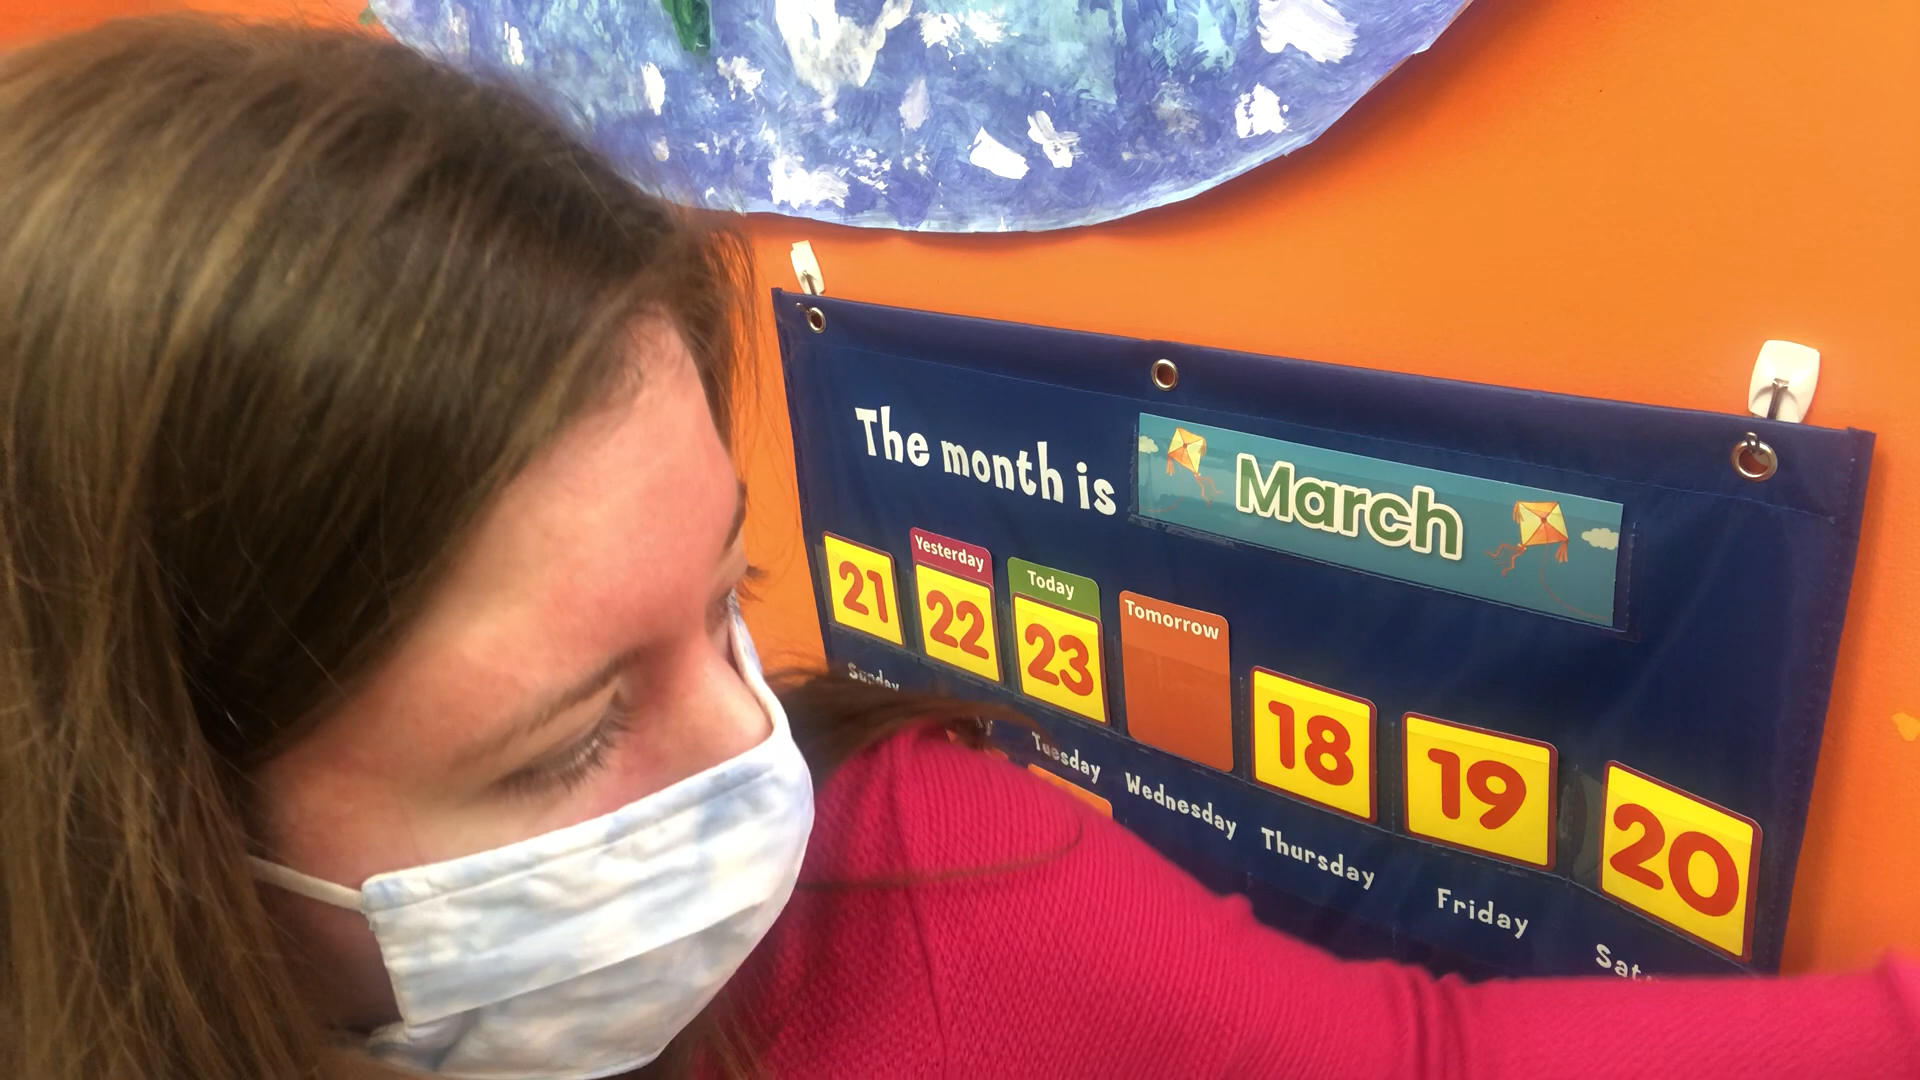 The month is March
Yesterday Today Tomorrow
21 22 23 18 19 20
Sunday Tuesday Wednesday Thursday Friday